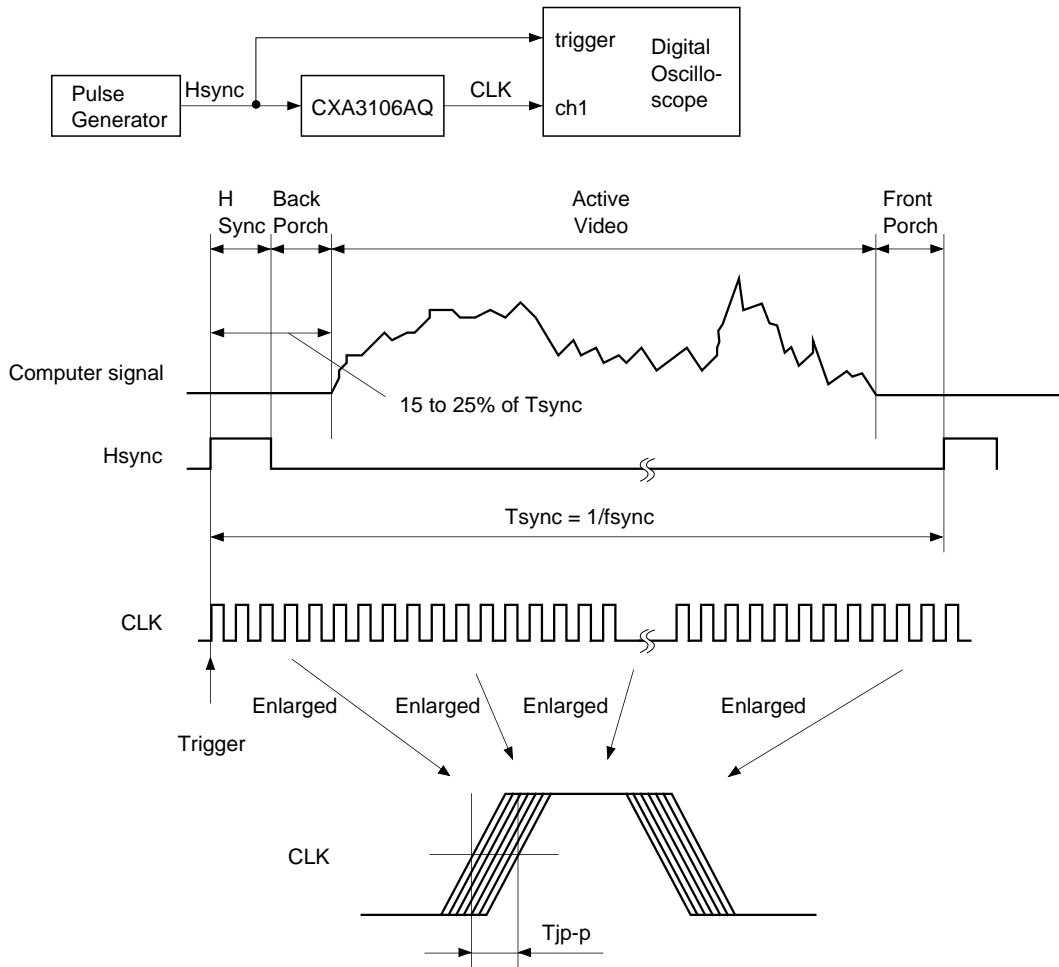 trigger
Digital
Oscillo-
scope
Hsync
CLK
Pulse
Generator
CXA3106AQ
ch1
H
Sync
Back
Porch
Active
Video
Front
Porch
Computer signal
15 to 25% of Tsync
Hsync
Tsync = 1/fsync
CLK
Enlarged
Enlarged
Enlarged
Enlarged
Trigger
CLK
Tjp-p